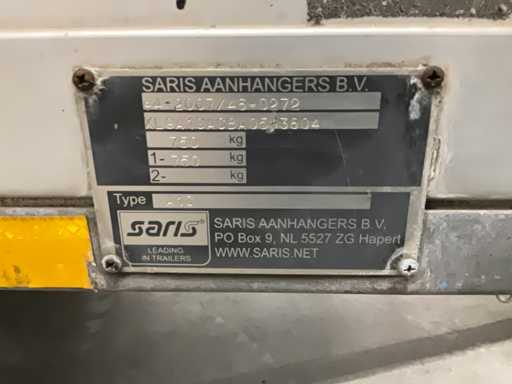 SARIS AANHANGERS B.V.
750 kg
1- 750 kg
2- kg
Type
saris®
LEADING
IN TRAILERS
SARIS AANHANGERS B.V.
PO Box 9, NL 5527 ZG Hapert
WWW.SARIS.NET